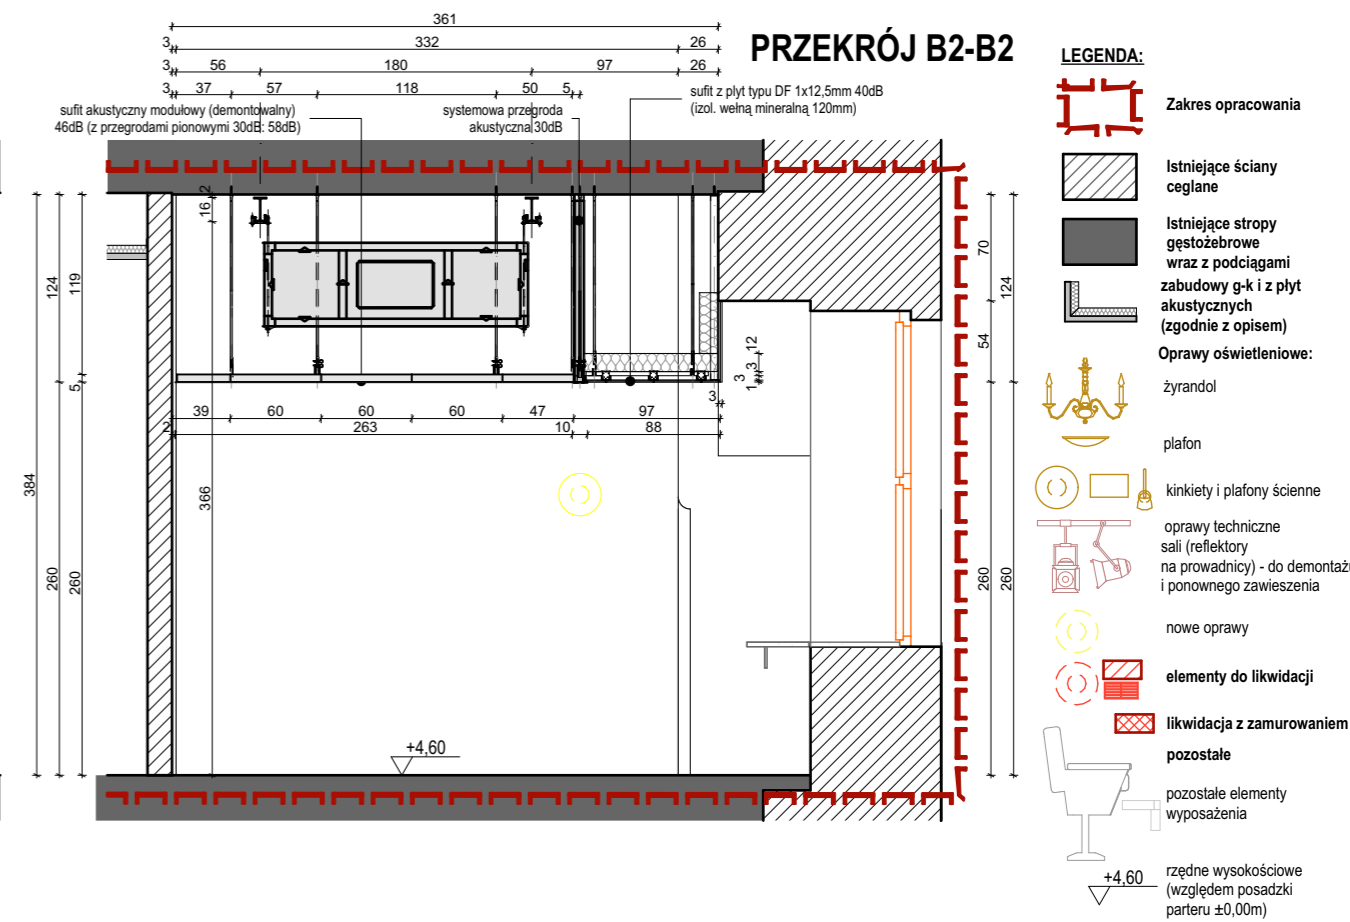 361
3 332 26
3 56 180 97 26
3 37 57 118 50 5
PRZEKRÓJ B2-B2
sufit akustyczny modułowy (demontowalny)
46dB (z przegrodami pionowymi 30dB: 58dB)
systemowa przegroda
akustyczna 30dB
sufit z plyt typu DF 1x12,5mm 40dB
(izol. wełną mineralną 120mm)
2
16
124
119
5
384
260
260
366
39 60 60 60 47 97
2 263 10 88
3
12
3
3
1
70
124
54
260
260
+4,60
LEGENDA:
Zakres opracowania
Istniejące ściany
ceglane
Istniejące stropy
gęstożebrowe
wraz z podciągami
zabudowy g-k i z płyt
akustycznych
(zgodnie z opisem)
Oprawy oświetleniowe:
żyrandol
plafon
kinkiety i plafony ścienne
oprawy techniczne
sali (reflektory
na prowadnicy) - do demontażu
i ponownego zawieszenia
nowe oprawy
elementy do likwidacji
likwidacja z zamurowaniem
pozostałe
pozostałe elementy
wyposażenia
+4,60
rzędne wysokościowe
(względem posadzki
parteru ±0,00m)